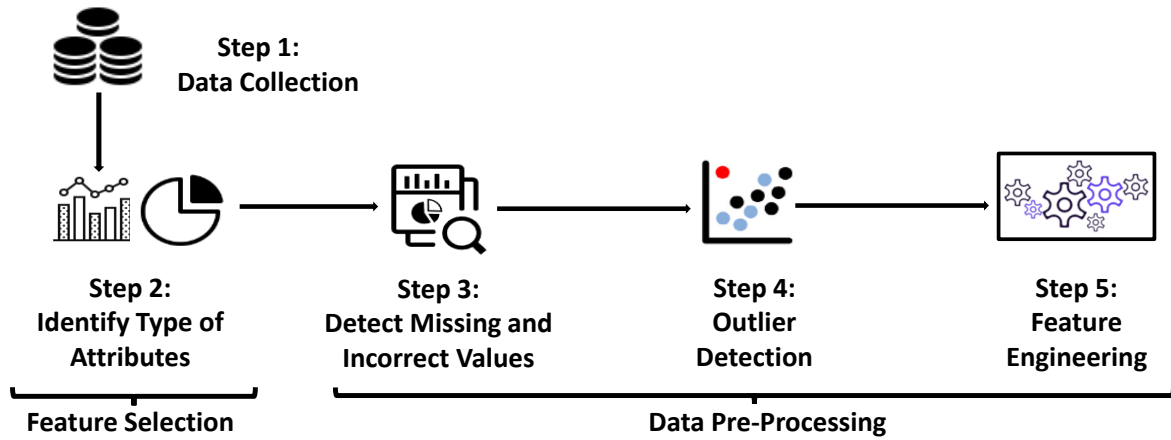 Step 1:
Data Collection
Step 2:
Identify Type of
Attributes
Step 3:
Detect Missing and
Incorrect Values
Step 4:
Outlier
Detection
Step 5:
Feature
Engineering
Feature Selection
Data Pre-Processing